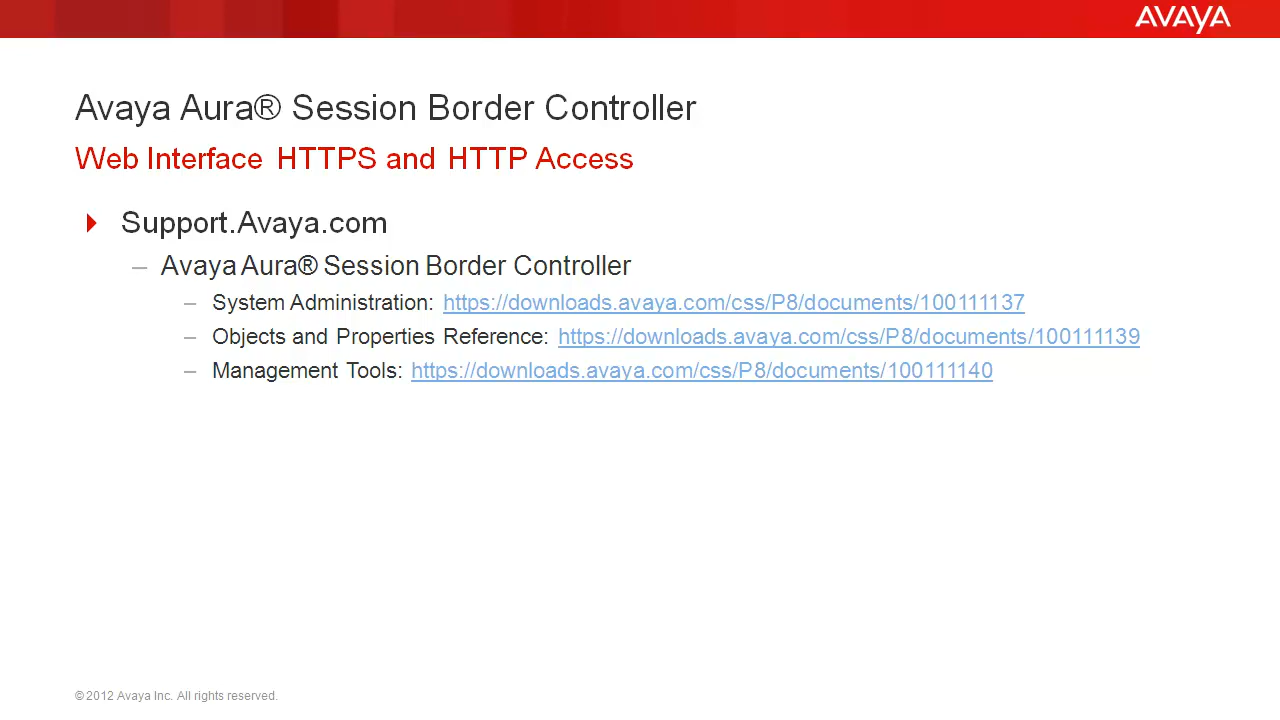 AVAYA
Avaya Aura® Session Border Controller
Web Interface HTTPS and HTTP Access
Support.Avaya.com
– Avaya Aura® Session Border Controller
– System Administration: https://downloads.avaya.com/css/P8/documents/100111137
– Objects and Properties Reference: https://downloads.avaya.com/css/P8/documents/100111139
– Management Tools: https://downloads.avaya.com/css/P8/documents/100111140
© 2012 Avaya Inc. All rights reserved.